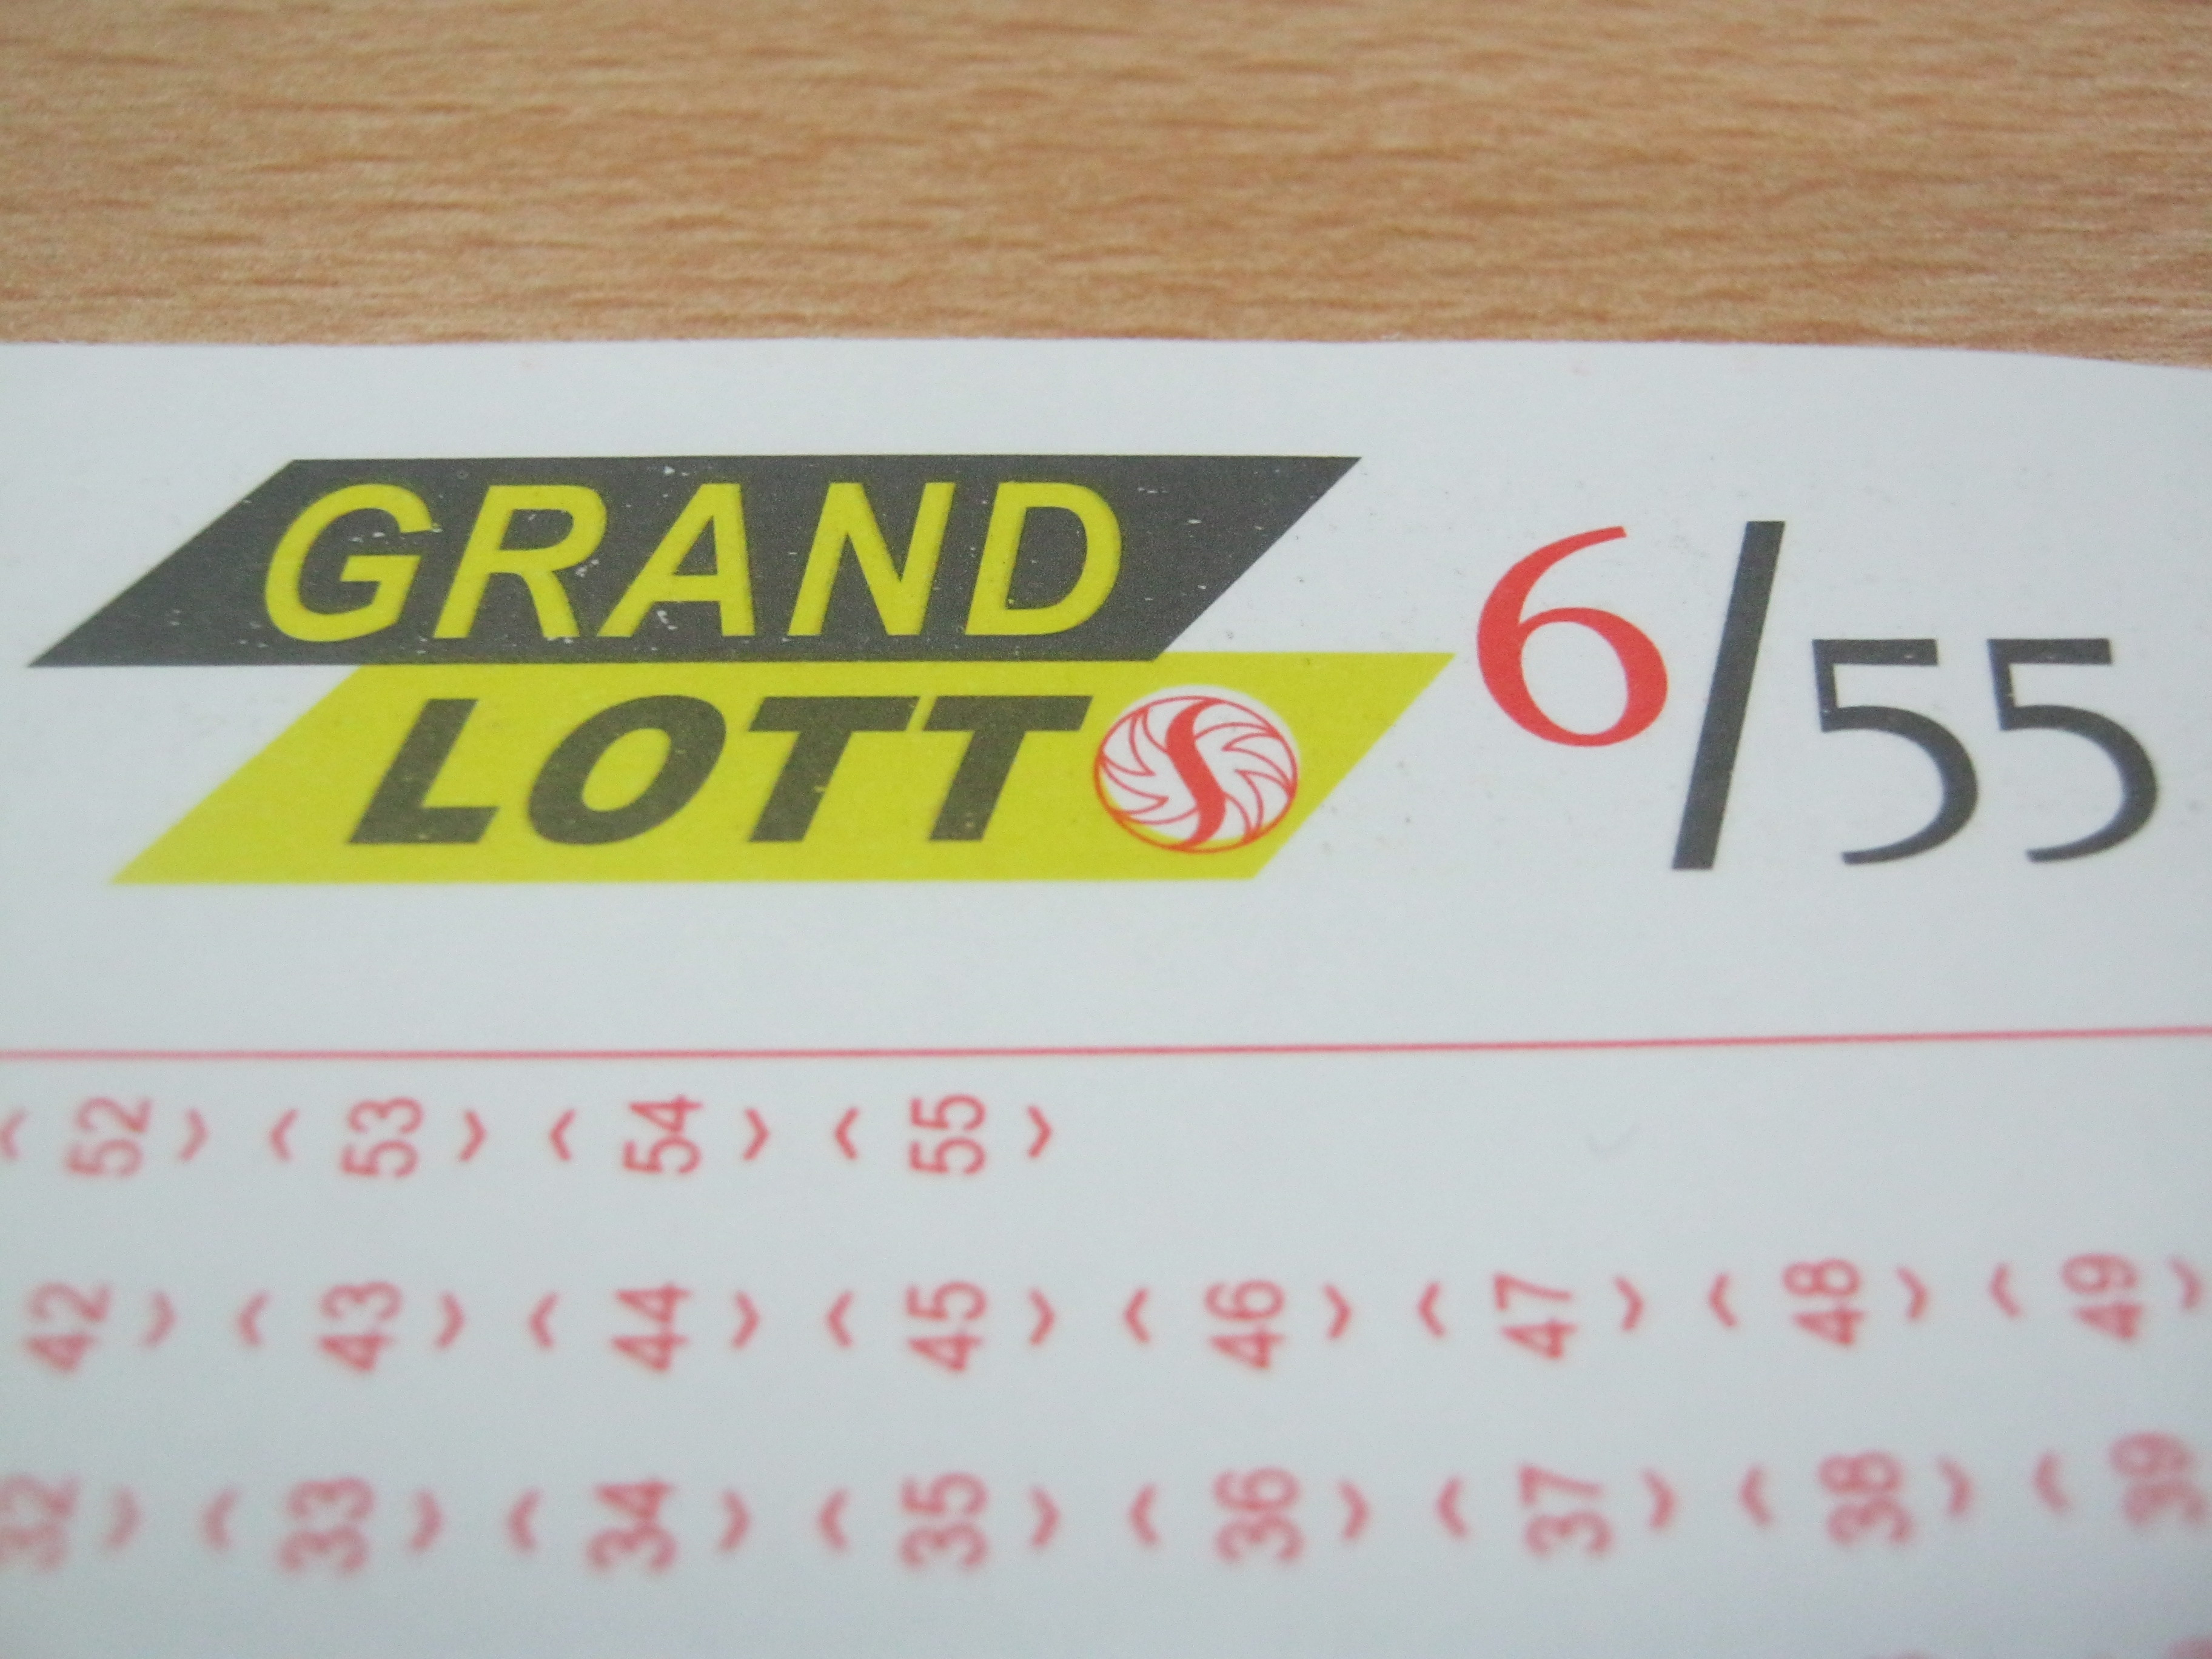 GRAND
LOTTO
6/55
< 52 > < 53 > < 54 > < 55 >
42 > < 43 > < 44 > < 45 > < 46 > < 47 > < 48 > < 49 >
32 > < 33 > < 34 > < 35 > < 36 > < 37 > < 38 > < 39